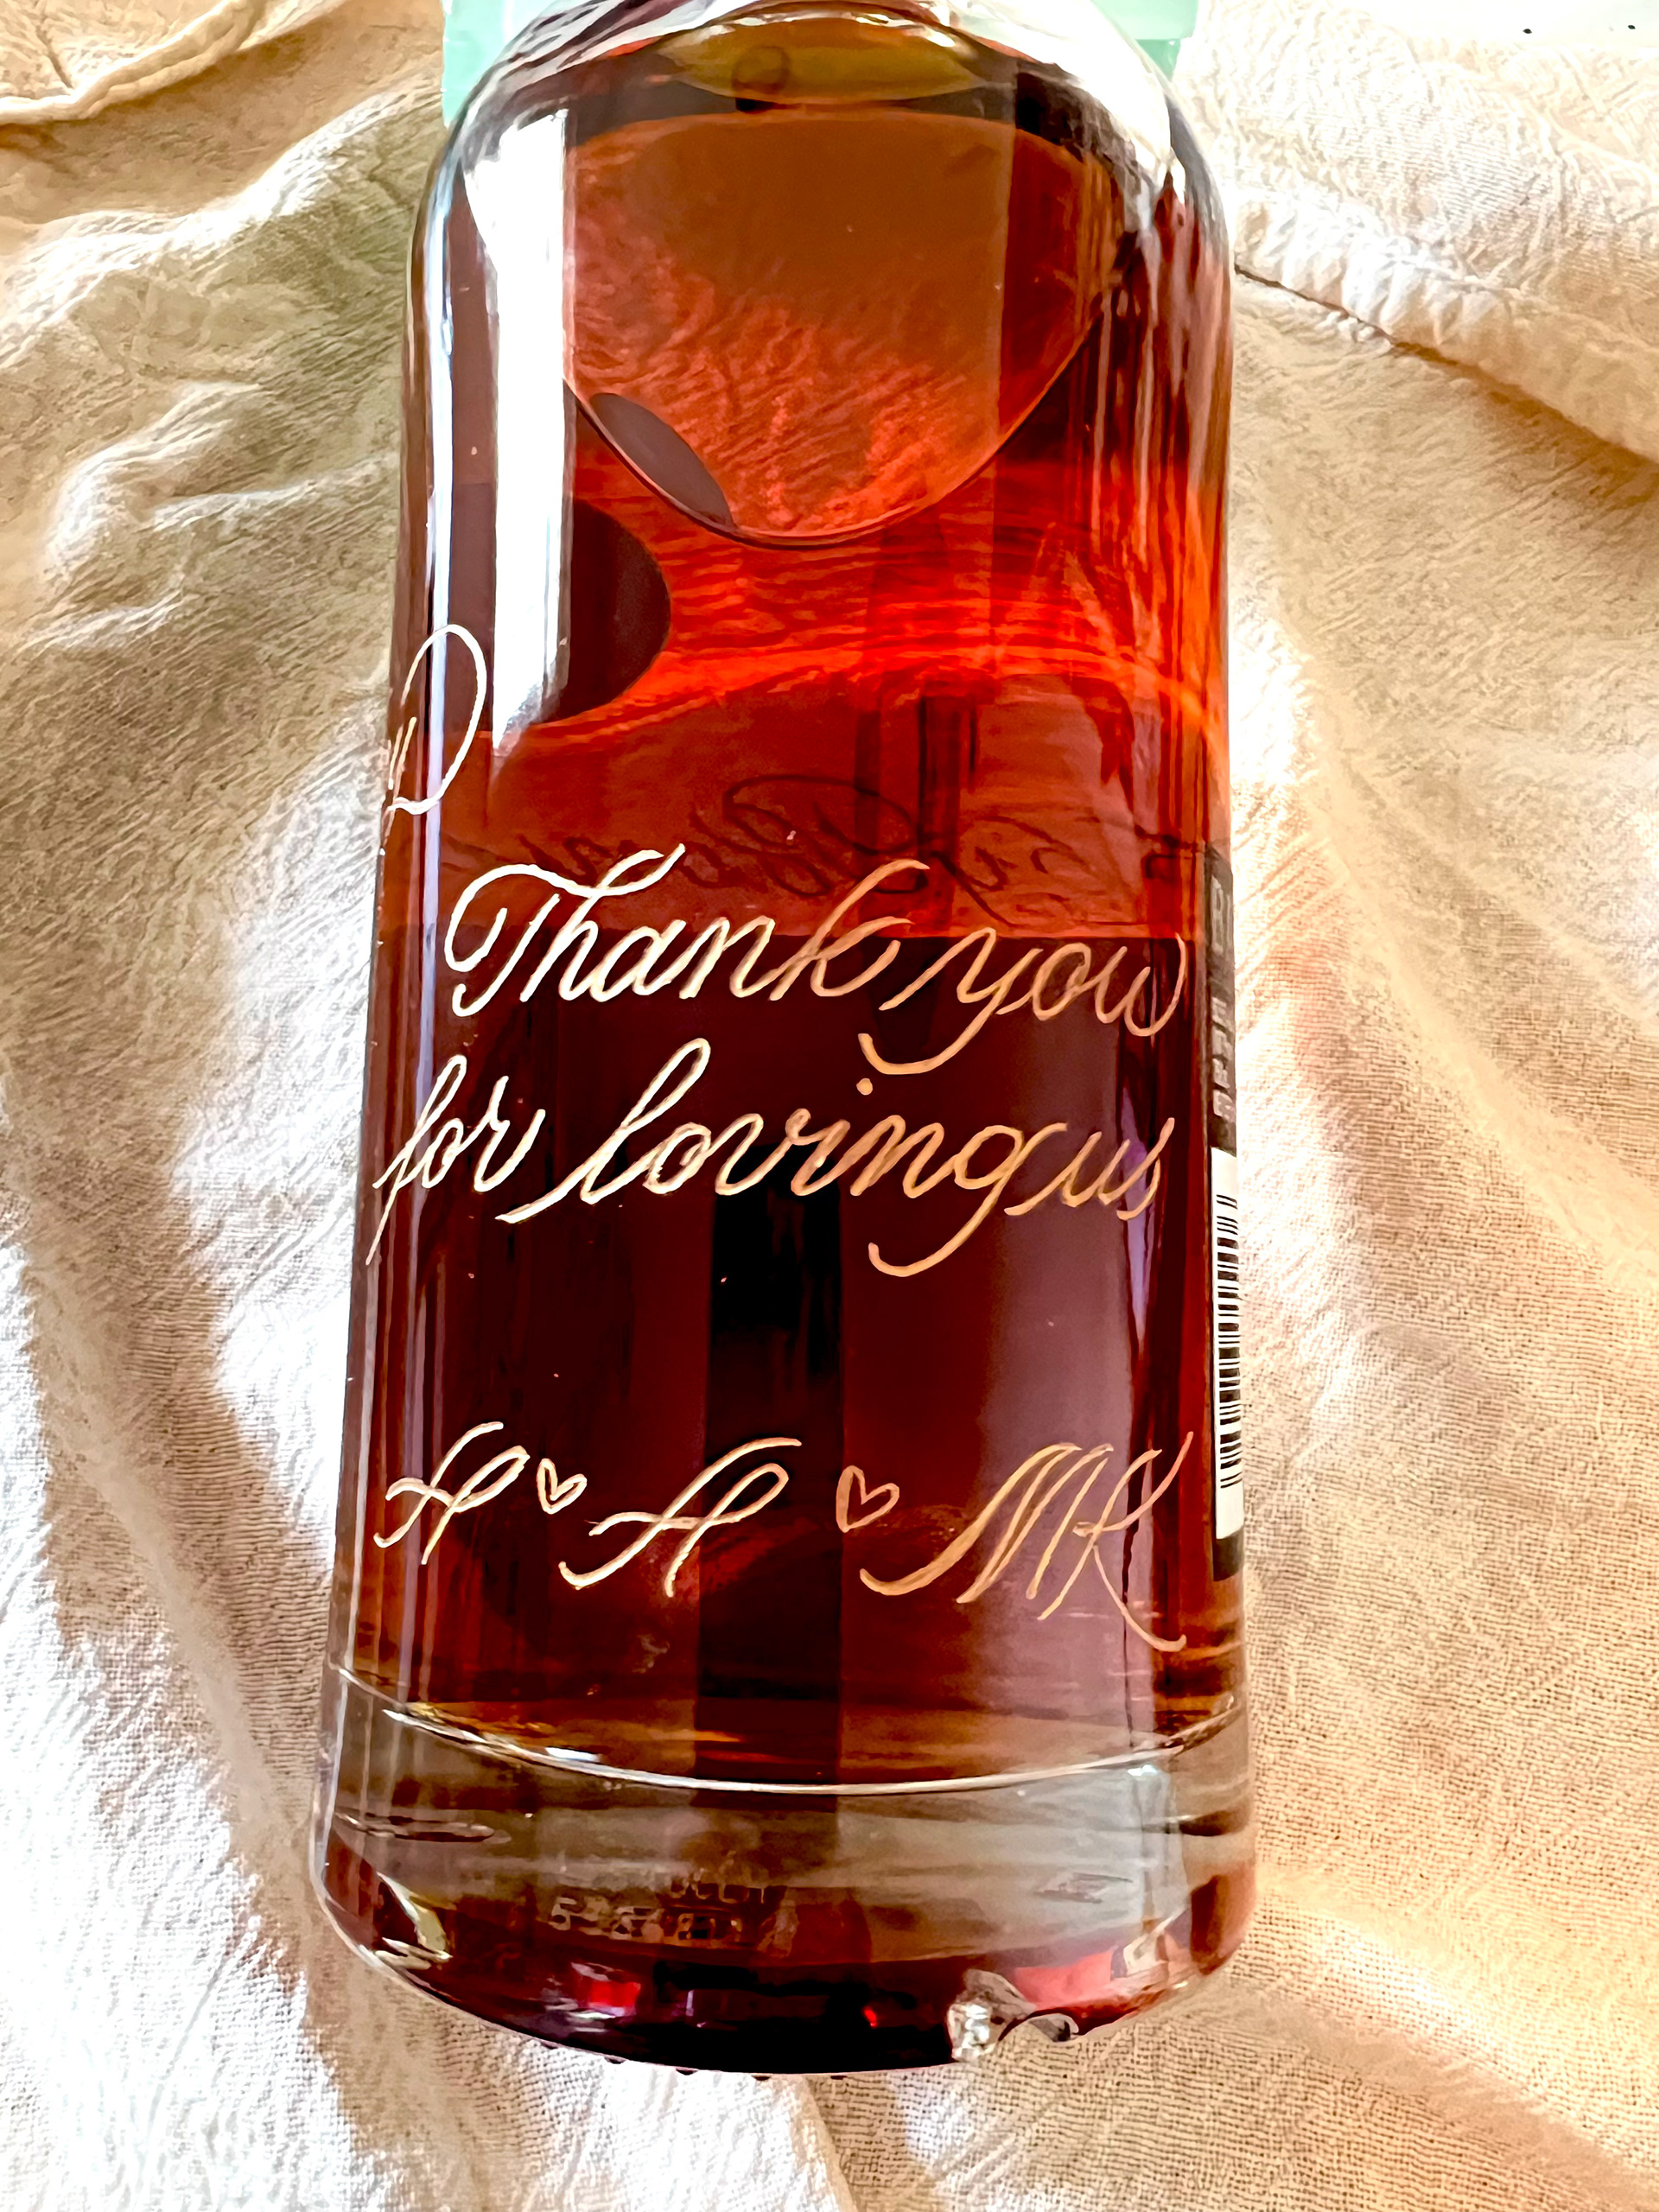 Thank you
for loving us
A ♡ A ♡ MK